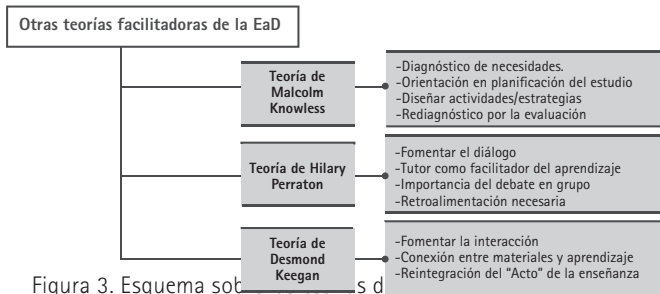 Otras teorías facilitadoras de la EaD
Teoría de
Malcolm
Knowless
-Diagnóstico de necesidades.
-Orientación en planificación del estudio
-Diseñar actividades/estrategias
-Rediagnóstico por la evaluación
Teoría de Hilary
Perraton
-Fomentar el diálogo
-Tutor como facilitador del aprendizaje
-Importancia del debate en grupo
-Retroalimentación necesaria
Teoría de
Desmond
Keegan
-Fomentar la interacción
-Conexión entre materiales y aprendizaje
-Reintegración del "Acto" de la enseñanza
Figura 3. Esquema